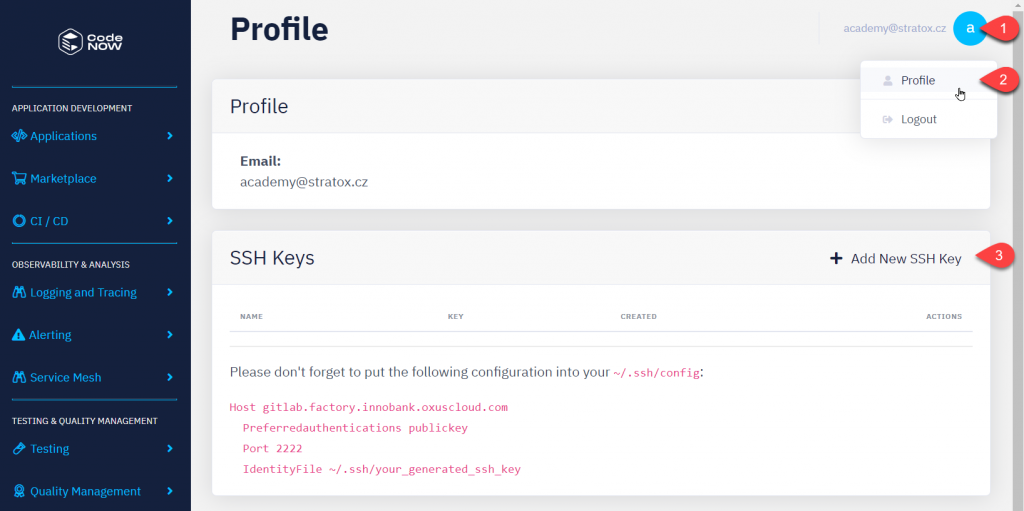 Code
NOW
APPLICATION DEVELOPMENT
Applications
Marketplace
CI / CD
OBSERVABILITY & ANALYSIS
Logging and Tracing
Alerting
Service Mesh
TESTING & QUALITY MANAGEMENT
Testing
Quality Management
Profile
academy@stratox.cz a 1
Profile 2
Logout
Profile
Email:
academy@stratox.cz
SSH Keys
+ Add New SSH Key 3
NAME KEY CREATED ACTIONS
Please don't forget to put the following configuration into your ~/.ssh/config:
Host gitlab.factory.innobank.oxuscloud.com
Preferredauthentications publickey
Port 2222
IdentityFile ~/.ssh/your_generated_ssh_key